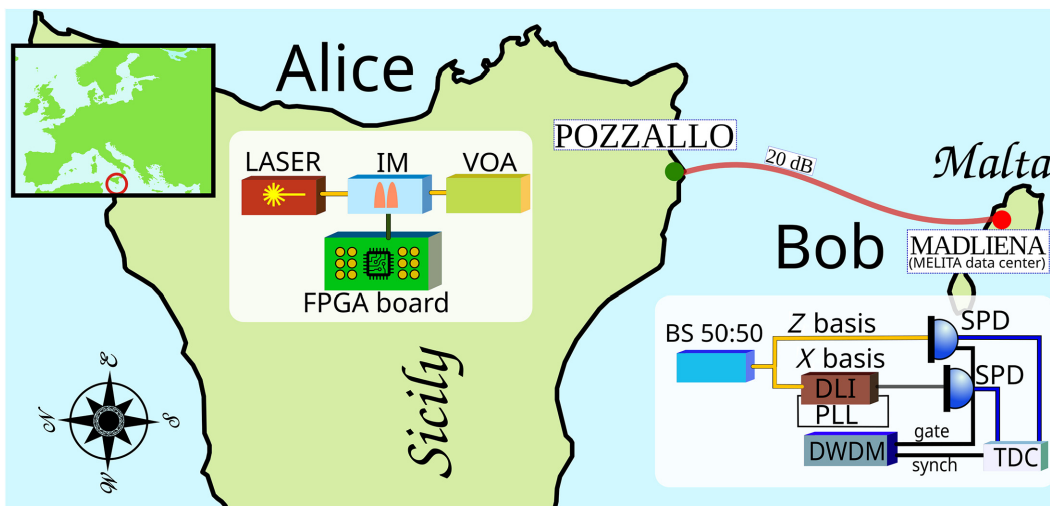 Alice
LASER IM VOA
FPGA board
POZZALLO
20 dB
Malta
Bob
MADLIENA
(MELITA data center)
Sicily
E
N
S
W
BS 50:50
Z basis
SPD
X basis
SPD
DLI
PLL
gate
DWDM
synch
TDC